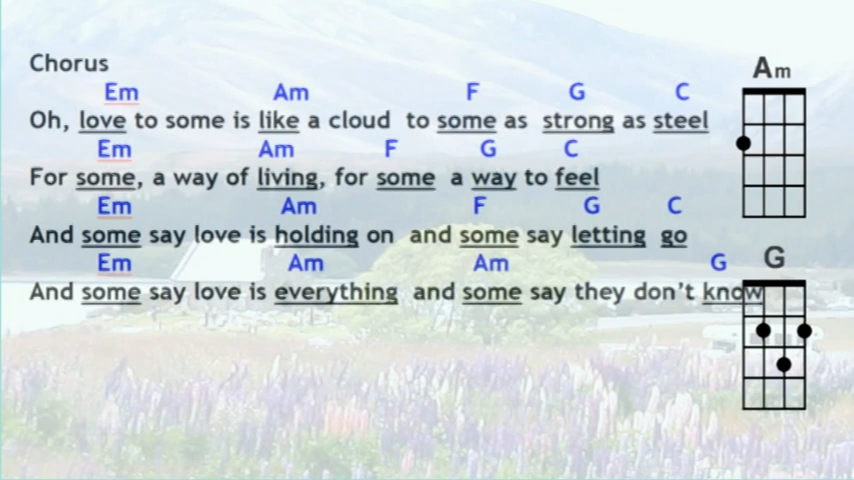 Chorus
Em Am F G C
Oh, love to some is like a cloud to some as strong as steel
Em Am F G C
For some, a way of living, for some a way to feel
Em Am F G C
And some say love is holding on and some say letting go
Em Am Am G
And some say love is everything and some say they don't know
Am
G